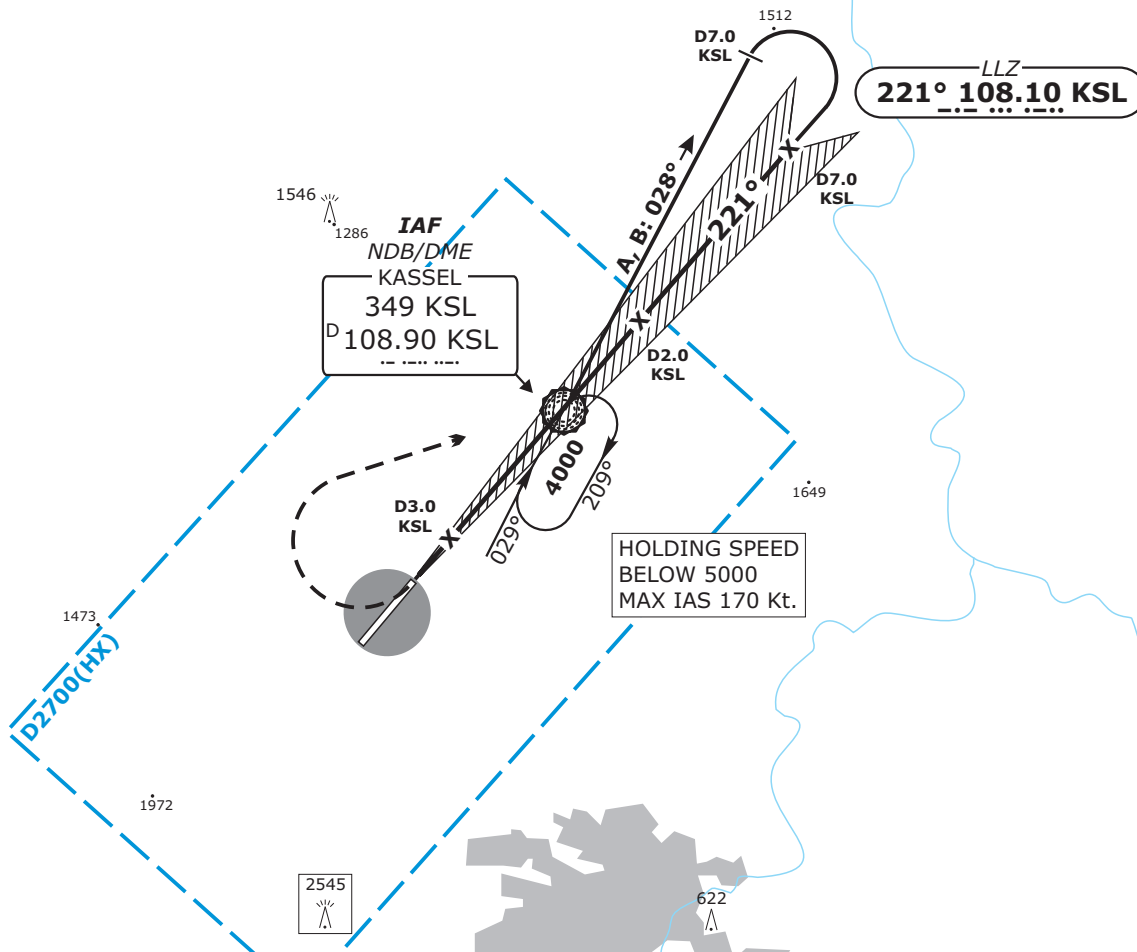 1512
D7.0
KSL
LLZ
221° 108.10 KSL
1546
1286
IAF
NDB/DME
KASSEL
349 KSL
D 108.90 KSL
A, B: 028°
221°
X
D7.0
KSL
X
D2.0
KSL
4000
209°
029°
D3.0
KSL
X
1649
HOLDING SPEED
BELOW 5000
MAX IAS 170 Kt.
1473
D2700(HX)
1972
2545
622